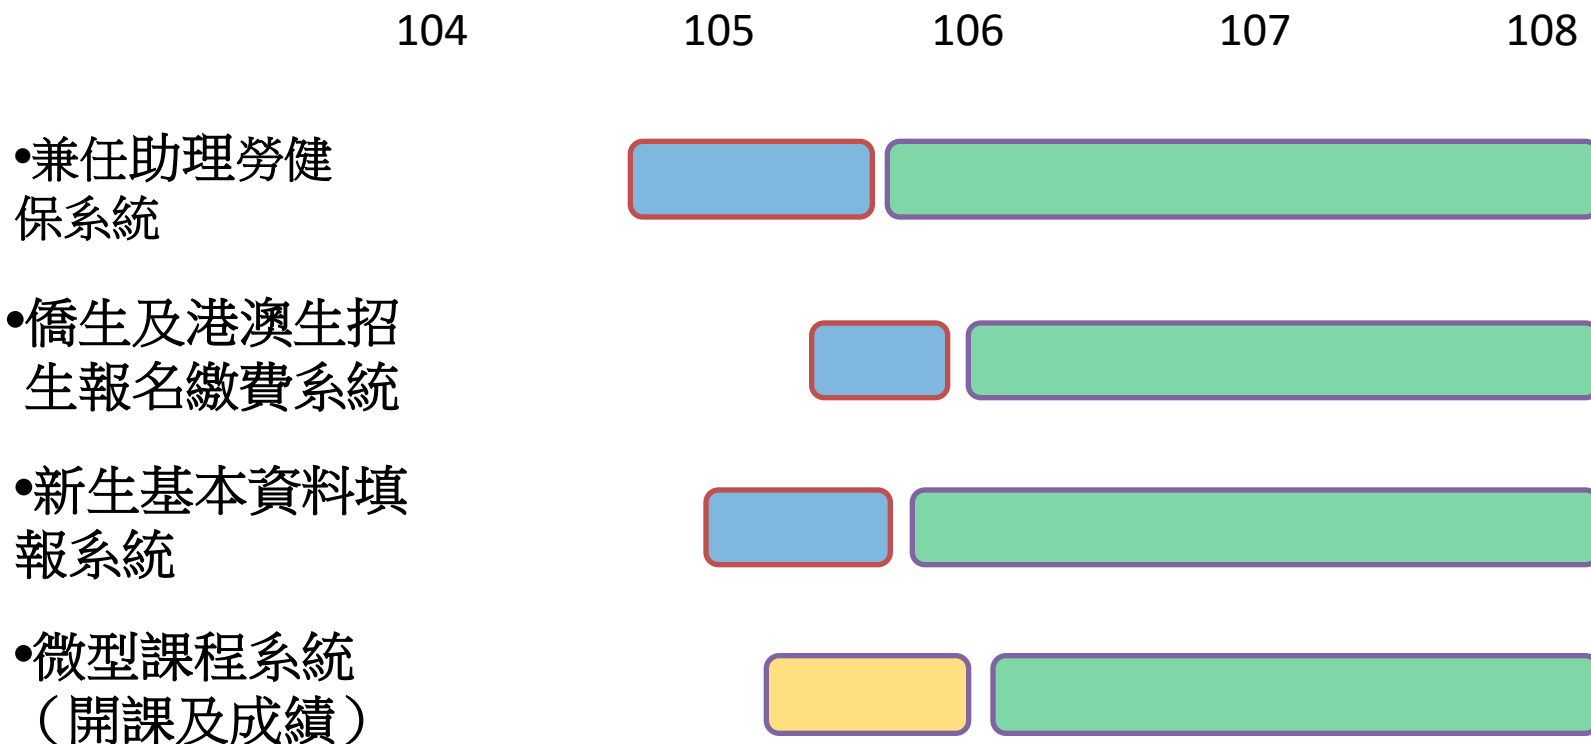 104 105 106 107 108
•兼任助理勞健
保系統
•僑生及港澳生招
生報名繳費系統
•新生基本資料填
報系統
•微型課程系統
（開課及成績）